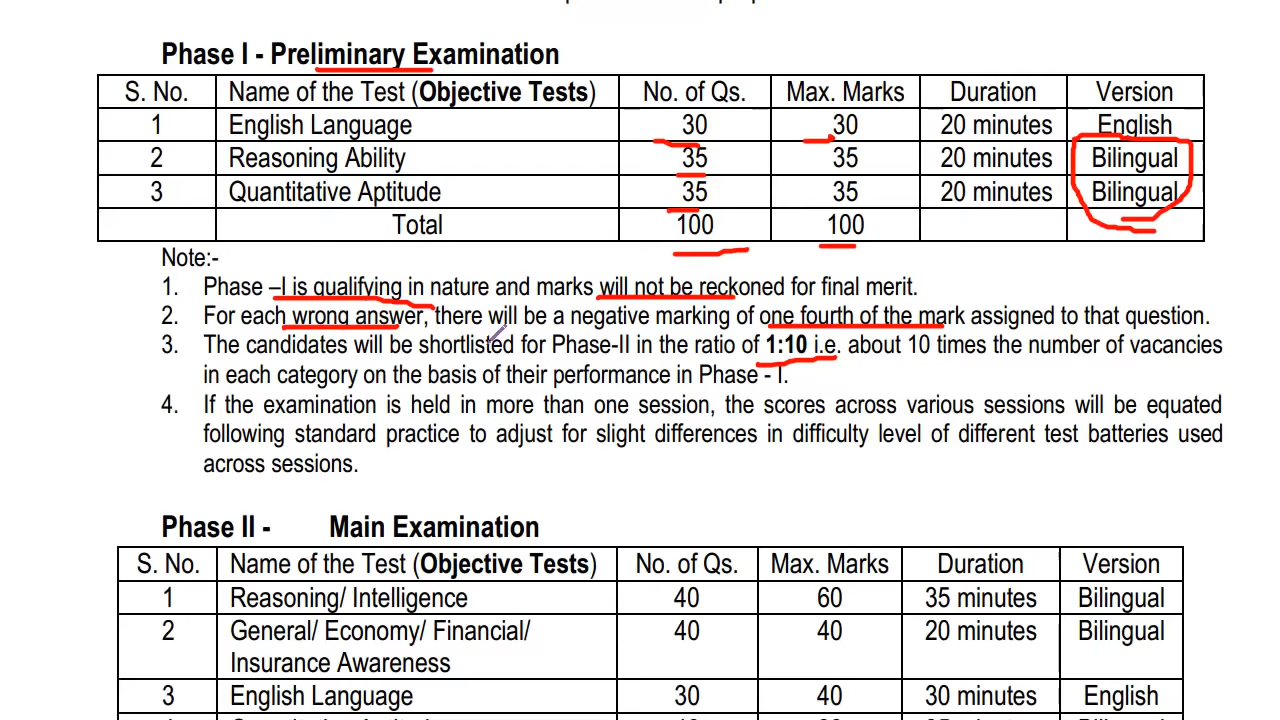 Phase I - Preliminary Examination
S. No. Name of the Test (Objective Tests) No. of Qs. Max. Marks Duration Version
1 English Language 30 30 20 minutes English
2 Reasoning Ability 35 35 20 minutes Bilingual
3 Quantitative Aptitude 35 35 20 minutes Bilingual
Total 100 100
Note:-
1. Phase –I is qualifying in nature and marks will not be reckoned for final merit.
2. For each wrong answer, there will be a negative marking of one fourth of the mark assigned to that question.
3. The candidates will be shortlisted for Phase-II in the ratio of 1:10 i.e. about 10 times the number of vacancies
in each category on the basis of their performance in Phase - I.
4. If the examination is held in more than one session, the scores across various sessions will be equated
following standard practice to adjust for slight differences in difficulty level of different test batteries used
across sessions.
Phase II - Main Examination
S. No. Name of the Test (Objective Tests) No. of Qs. Max. Marks Duration Version
1 Reasoning/ Intelligence 40 60 35 minutes Bilingual
2 General/ Economy/ Financial/ 40 40 20 minutes Bilingual
Insurance Awareness
3 English Language 30 40 30 minutes English